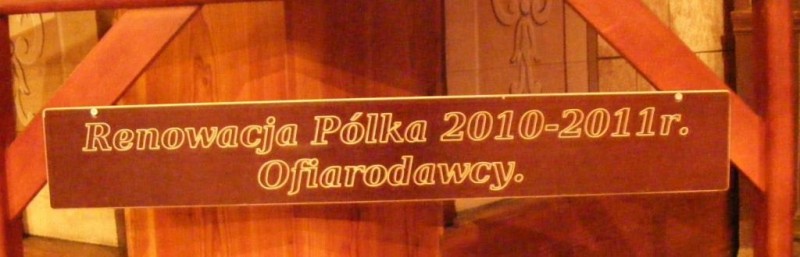 Renowacja Pólka 2010-2011r.
Ofiarodawcy.